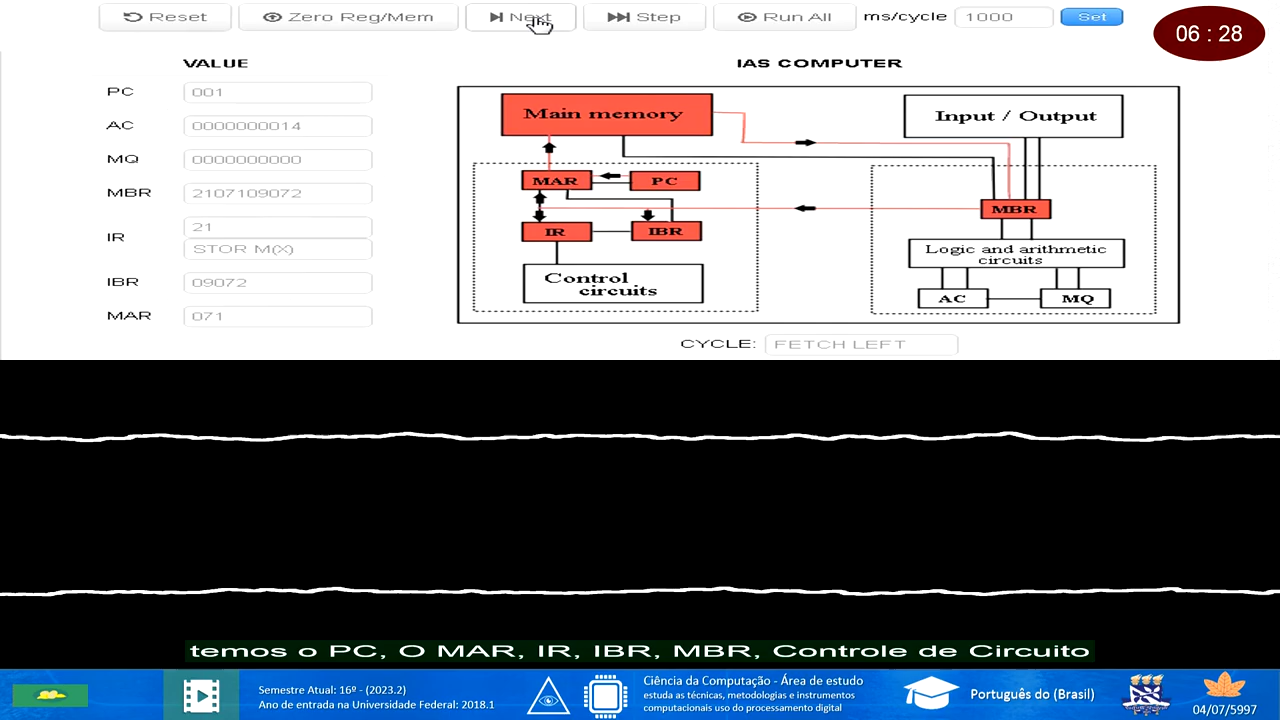 Reset
Zero Reg/Mem
Next
Step
Run All
ms/cycle
1000
Set
06 : 28
VALUE
PC
001
AC
0000000014
MQ
0000000000
MBR
2107109072
IR
21
STOR M(X)
IBR
09072
MAR
071
IAS COMPUTER
Main memory
Input / Output
MAR
PC
MBR
IR
IBR
Logic and arithmetic
circuits
Control
circuits
AC
MQ
CYCLE:
FETCH LEFT
temos o PC, O MAR, IR, IBR, MBR, Controle de Circuito
Semestre Atual: 16º - (2023.2)
Ano de entrada na Universidade Federal: 2018.1
Ciência da Computação - Área de estudo
estuda as técnicas, metodologias e instrumentos
computacionais uso do processamento digital
Português do (Brasil)
04/07/5997